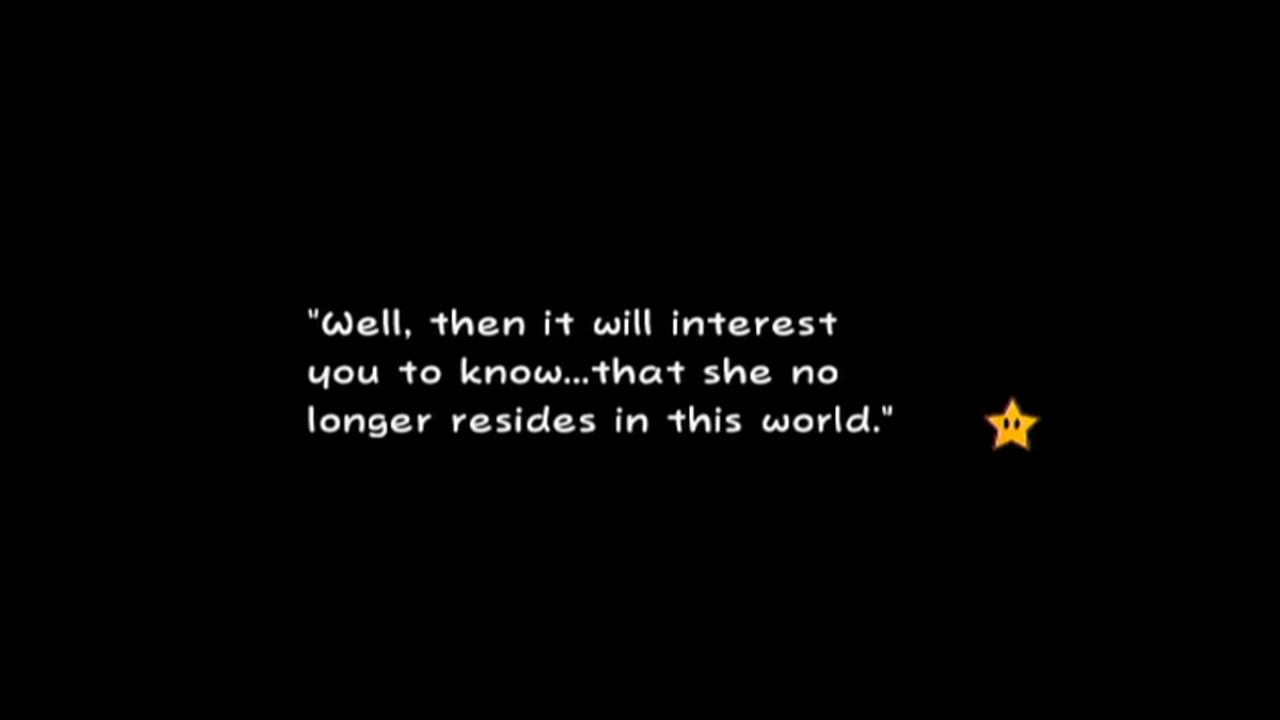 "Well, then it will interest
you to know...that she no
longer resides in this world."